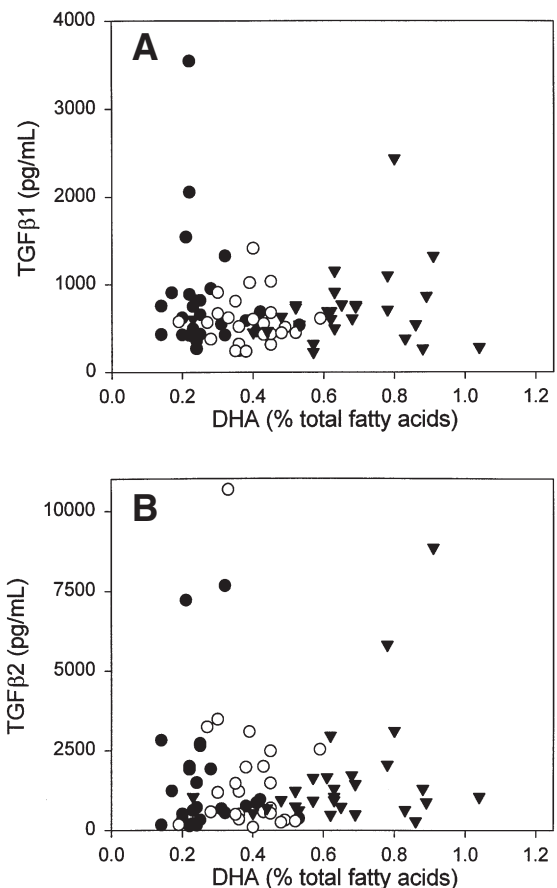 A
4000
3000
2000
1000
0
TGFβ1 (pg/mL)
0.0 0.2 0.4 0.6 0.8 1.0 1.2
DHA (% total fatty acids)
B
10000
7500
5000
2500
0
TGFβ2 (pg/mL)
0.0 0.2 0.4 0.6 0.8 1.0 1.2
DHA (% total fatty acids)